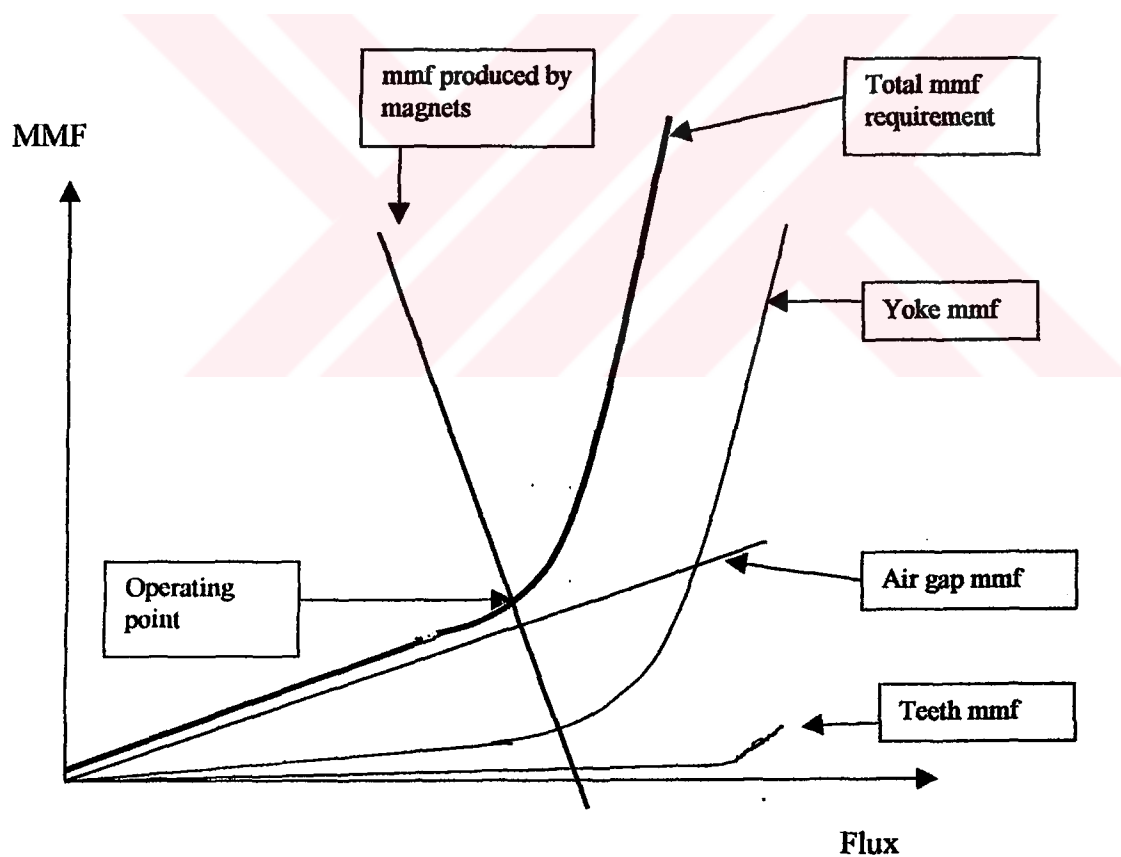 mmf produced by
magnets
Total mmf
requirement
MMF
Yoke mmf
Operating
point
Air gap mmf
Teeth mmf
Flux